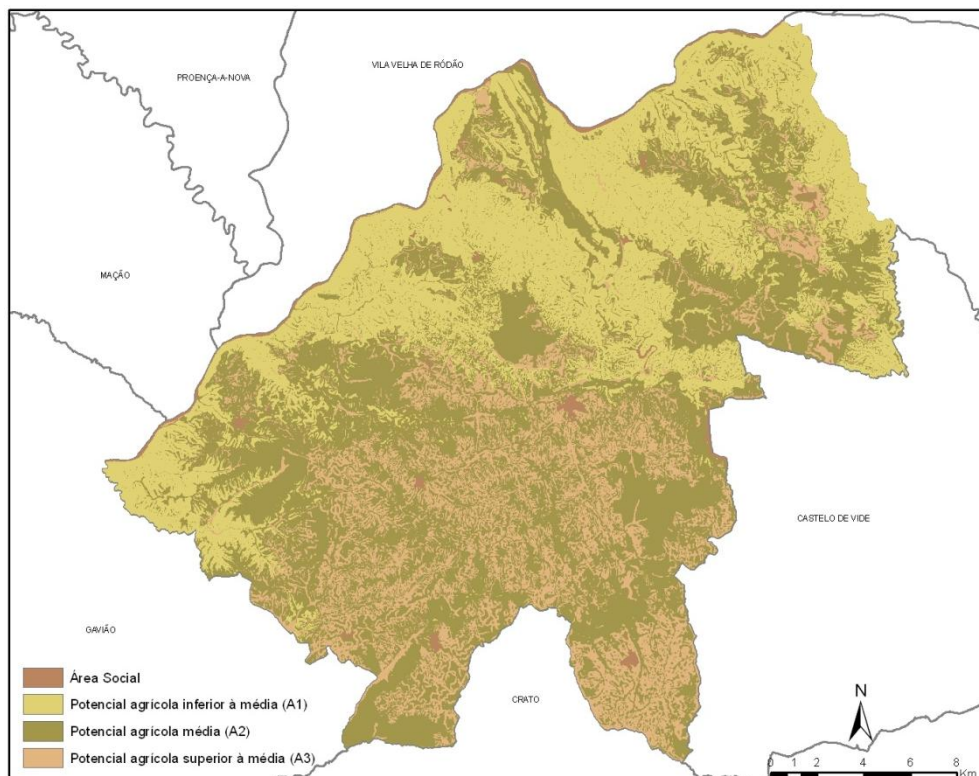 PROENÇA-A-NOVA
VILA VELHA DE RÓDÃO
MAÇÃO
CASTELO DE VIDE
GAVIÃO
CRATO
Área Social
Potencial agrícola inferior à média (A1)
Potencial agrícola média (A2)
Potencial agrícola superior à média (A3)
N
0 1 2 4 6 8
Km